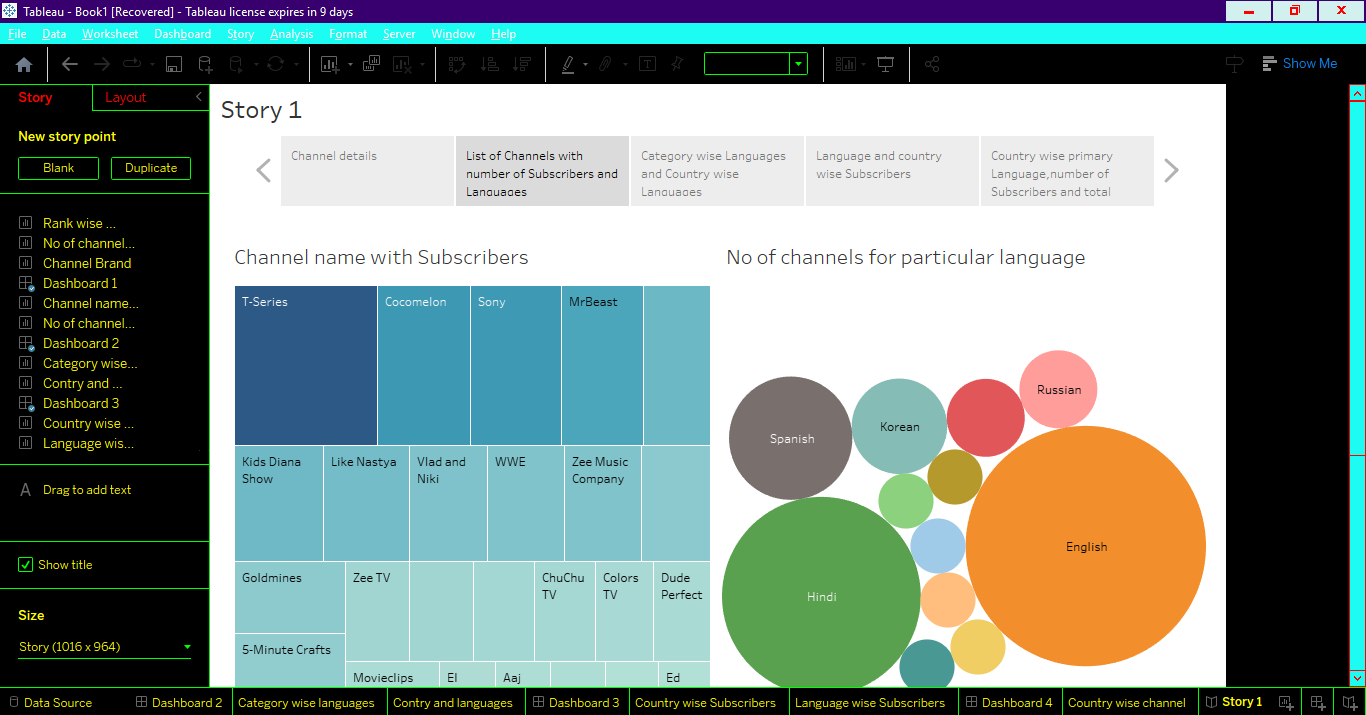 Tableau - Book1 [Recovered] - Tableau license expires in 9 days
File Data Worksheet Dashboard Story Analysis Format Server Window Help
Show Me
Story Layout
New story point
Blank Duplicate
Rank wise ...
No of channel...
Channel Brand
Dashboard 1
Channel name...
No of channel...
Dashboard 2
Category wise...
Contry and ...
Dashboard 3
Country wise ...
Language wis...
A Drag to add text
Show title
Size
Story (1016 x 964)
Story 1
Channel details
List of Channels with
number of Subscribers and
Languages
Category wise Languages
and Country wise
Languages
Language and country
wise Subscribers
Country wise primary
Language,number of
Subscribers and total
Channel name with Subscribers
T-Series Cocomelon Sony MrBeast
Kids Diana
Show
Like Nastya
Vlad and
Niki
WWE
Zee Music
Company
Goldmines
Zee TV
ChuChu
TV
Colors
TV
Dude
Perfect
5-Minute Crafts
Movieclips El Aaj Ed
No of channels for particular language
Russian
Korean
Spanish
English
Hindi
Data Source Dashboard 2 Category wise languages Contry and languages Dashboard 3 Country wise Subscribers Language wise Subscribers Dashboard 4 Country wise channel Story 1